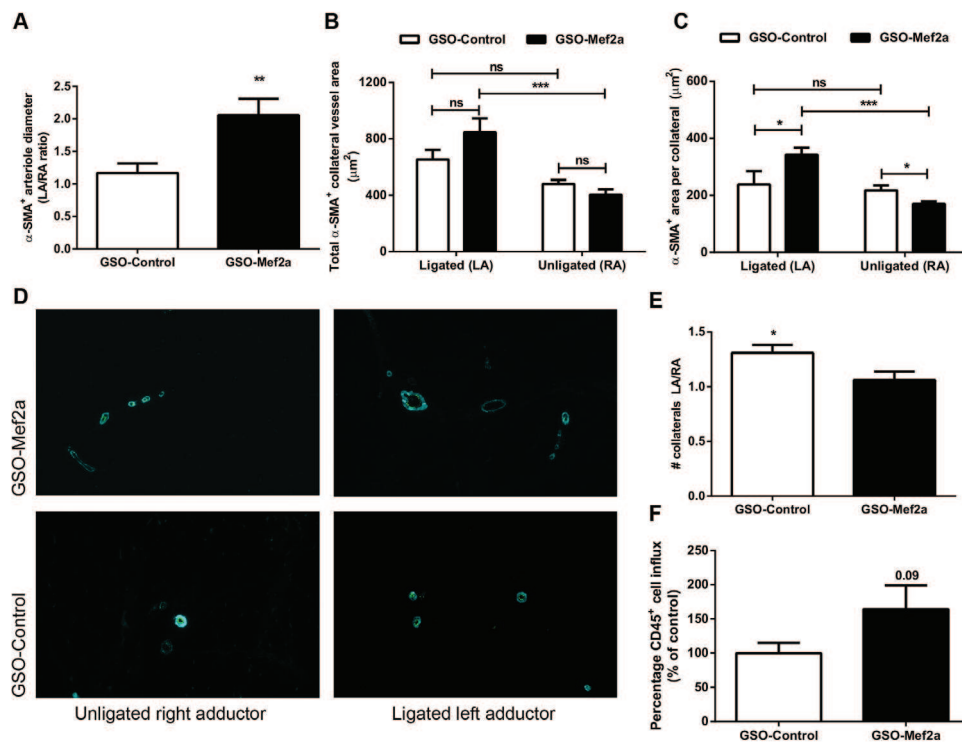 A
α-SMA⁺ arteriole diameter
(LA/RA ratio)
2.5
2.0
1.5
1.0
0.5
0.0
**
GSO-Control
GSO-Mef2a
B
GSO-Control
GSO-Mef2a
Total α-SMA⁺ collateral vessel area
(μm²)
1200
800
400
0
ns
***
ns
ns
Ligated (LA)
Unligated (RA)
C
GSO-Control
GSO-Mef2a
α-SMA⁺ area per collateral (μm²)
600
400
200
0
ns
***
*
*
Ligated (LA)
Unligated (RA)
D
GSO-Mef2a
GSO-Control
Unligated right adductor
Ligated left adductor
E
# collaterals LA/RA
1.5
1.0
0.5
0.0
*
GSO-Control
GSO-Mef2a
F
Percentage CD45⁺ cell influx
(% of control)
250
200
150
100
50
0
0.09
GSO-Control
GSO-Mef2a